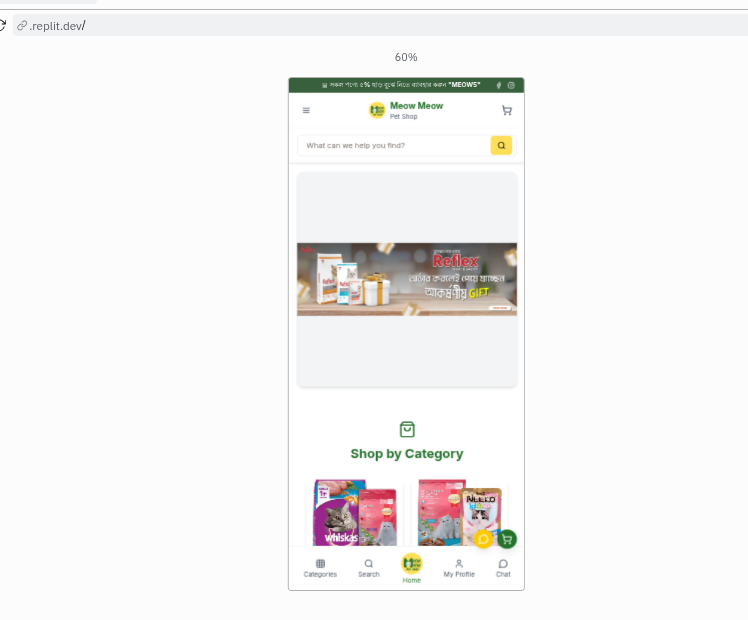 .replit.dev/
60%
সকল পণ্যে ৫% ছাড় বুঝে নিতে ব্যবহার করুন "MEOW5"
Meow Meow
Pet Shop
What can we help you find?
Reflex
অর্ডার করলেই পেয়ে যাচ্ছেন
আকর্ষণীয় GIFT
Shop by Category
whiskas
NEKKO
Categories
Search
Home
My Profile
Chat